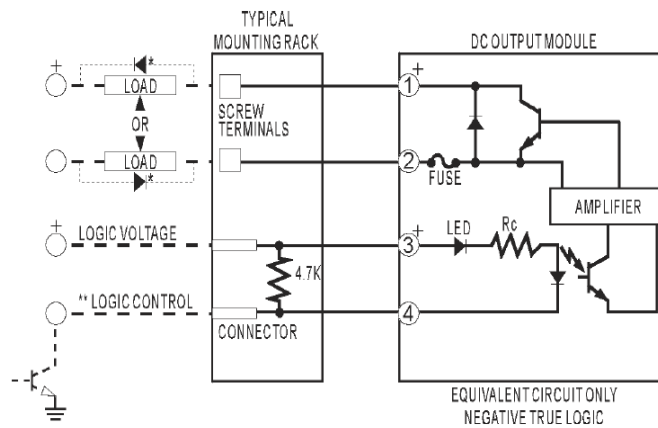 TYPICAL
MOUNTING RACK
DC OUTPUT MODULE
+
*
LOAD
OR
LOAD
*
SCREW
TERMINALS
1
+
2
FUSE
AMPLIFIER
+
LOGIC VOLTAGE
3
+
LED
Rc
4.7K
** LOGIC CONTROL
4
CONNECTOR
EQUIVALENT CIRCUIT ONLY
NEGATIVE TRUE LOGIC